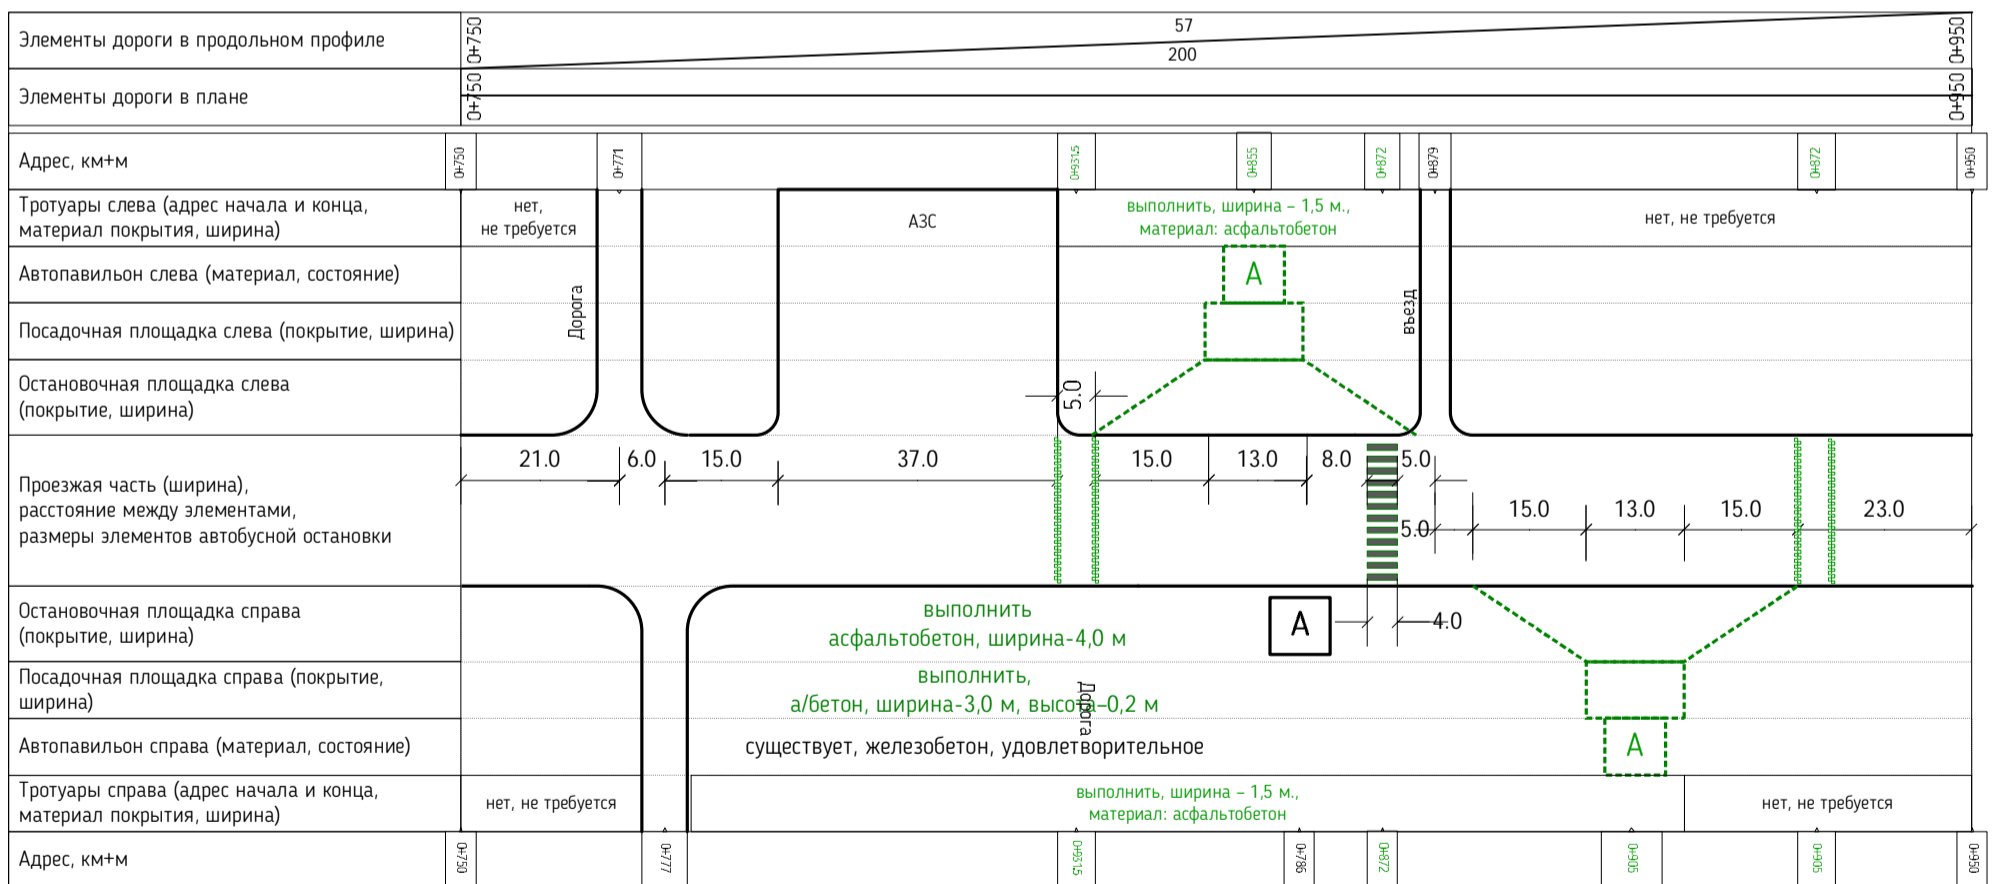 Элементы дороги в продольном профиле
0+750
57
200
0+950
Элементы дороги в плане
0+750
0+950
Адрес, км+м
0+750
0+771
0+931.5
0+855
0+872
0+879
0+872
0+950
Тротуары слева (адрес начала и конца,
материал покрытия, ширина)
нет,
не требуется
АЗС
выполнить, ширина – 1,5 м.,
материал: асфальтобетон
нет, не требуется
Автопавильон слева (материал, состояние)
А
Дорога
въезд
Посадочная площадка слева (покрытие, ширина)
Остановочная площадка слева
(покрытие, ширина)
5.0
Проезжая часть (ширина),
расстояние между элементами,
размеры элементов автобусной остановки
21.0
6.0
15.0
37.0
15.0
13.0
8.0
5.0
5.0
15.0
13.0
15.0
23.0
Остановочная площадка справа
(покрытие, ширина)
выполнить
асфальтобетон, ширина-4,0 м
А
4.0
Посадочная площадка справа (покрытие,
ширина)
выполнить,
а/бетон, ширина-3,0 м, высота–0,2 м
Дорога
Автопавильон справа (материал, состояние)
существует, железобетон, удовлетворительное
А
Тротуары справа (адрес начала и конца,
материал покрытия, ширина)
нет, не требуется
выполнить, ширина – 1,5 м.,
материал: асфальтобетон
нет, не требуется
Адрес, км+м
0+750
0+777
0+931.5
0+786
0+872
0+905
0+905
0+950